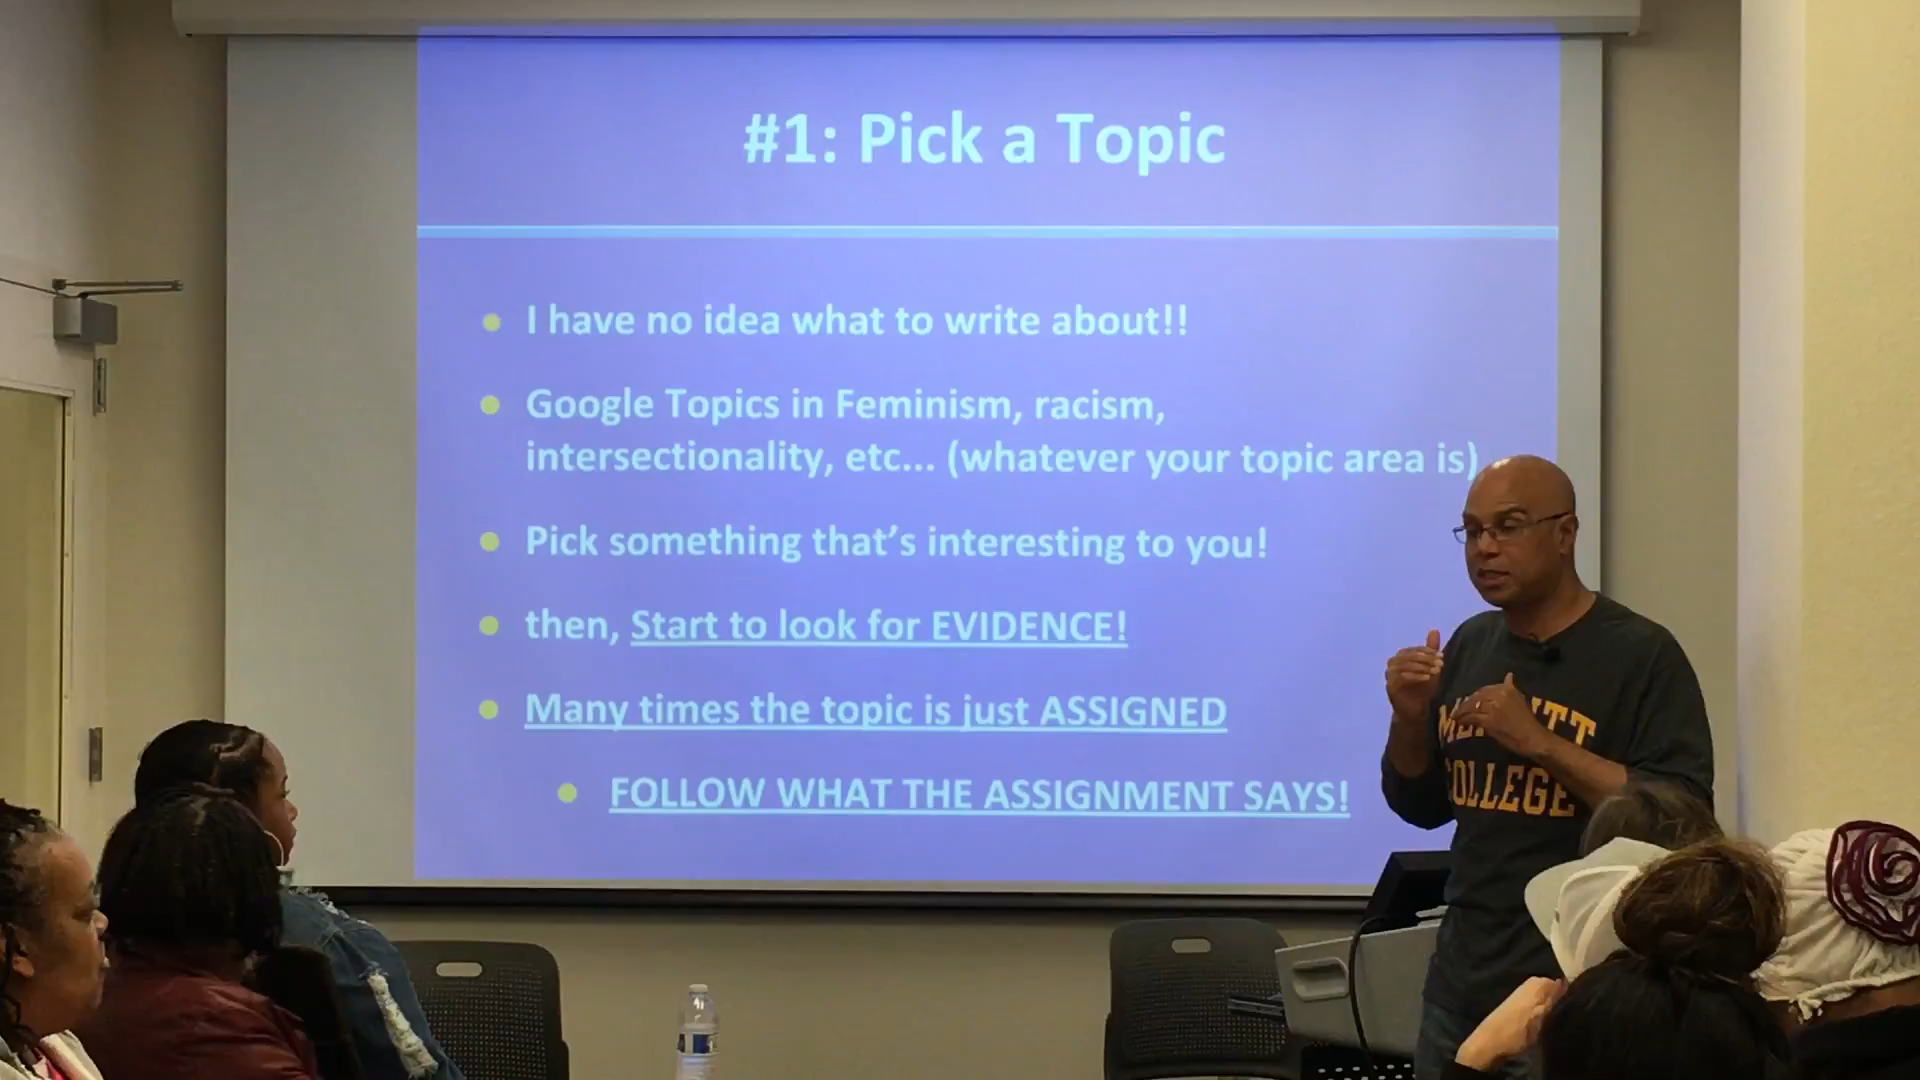 #1: Pick a Topic
I have no idea what to write about!!
Google Topics in Feminism, racism,
intersectionality, etc... (whatever your topic area is)
Pick something that's interesting to you!
then, Start to look for EVIDENCE!
Many times the topic is just ASSIGNED
FOLLOW WHAT THE ASSIGNMENT SAYS!
COLLEGE